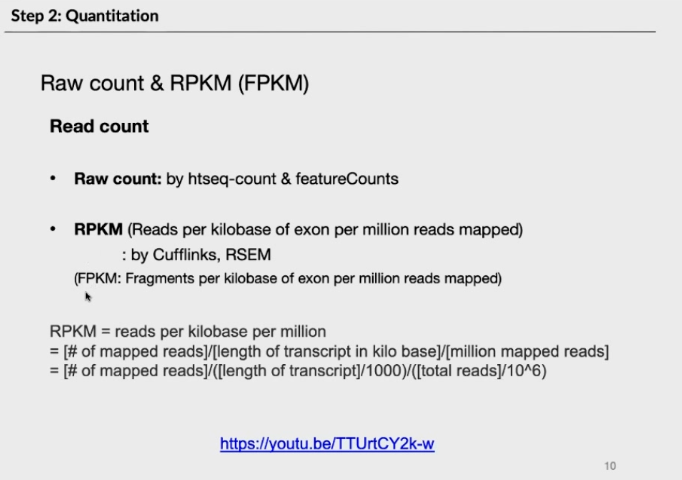 Step 2: Quantitation
Raw count & RPKM (FPKM)
Read count
• Raw count: by htseq-count & featureCounts
• RPKM (Reads per kilobase of exon per million reads mapped)
: by Cufflinks, RSEM
(FPKM: Fragments per kilobase of exon per million reads mapped)
RPKM = reads per kilobase per million
= [# of mapped reads]/[length of transcript in kilo base]/[million mapped reads]
= [# of mapped reads]/([length of transcript]/1000)/([total reads]/10^6)
https://youtu.be/TTUrtCY2k-w
10